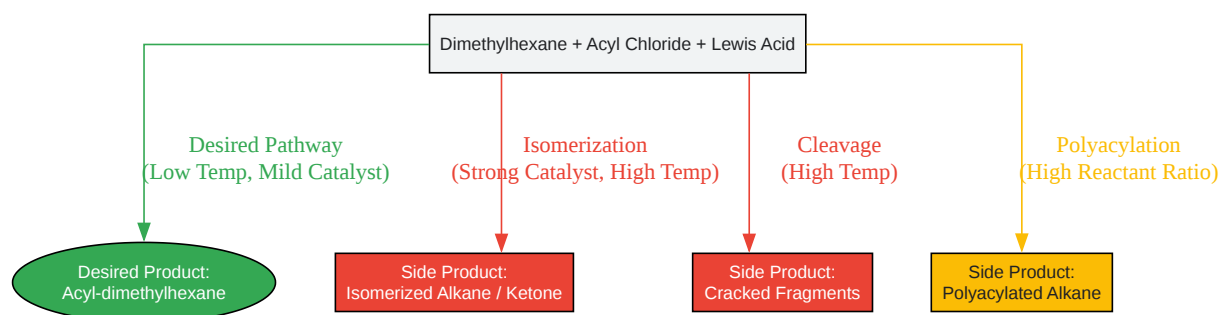 Dimethylhexane + Acyl Chloride + Lewis Acid
Desired Pathway
(Low Temp, Mild Catalyst)
Isomerization
(Strong Catalyst, High Temp)
Cleavage
(High Temp)
Polyacylation
(High Reactant Ratio)
Desired Product:
Acyl-dimethylhexane
Side Product:
Isomerized Alkane / Ketone
Side Product:
Cracked Fragments
Side Product:
Polyacylated Alkane